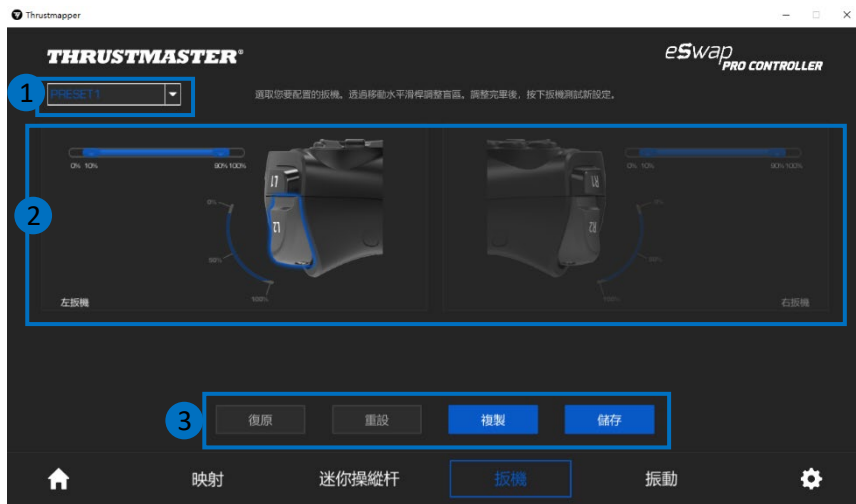 Thrustmapper
THRUSTMASTER®
eSwap
PRO CONTROLLER
1
PRESET1
選取您要配置的扳機。透過移動水平滑桿調整盲區。調整完畢後，按下扳機測試新設定。
2
0% 10% 90% 100%
L1
L2
0%
50%
100%
左扳機
R1
R2
0% 10% 90% 100%
0%
50%
100%
右扳機
3
復原 重設 複製 儲存
映射 迷你操縱杆 扳機 振動